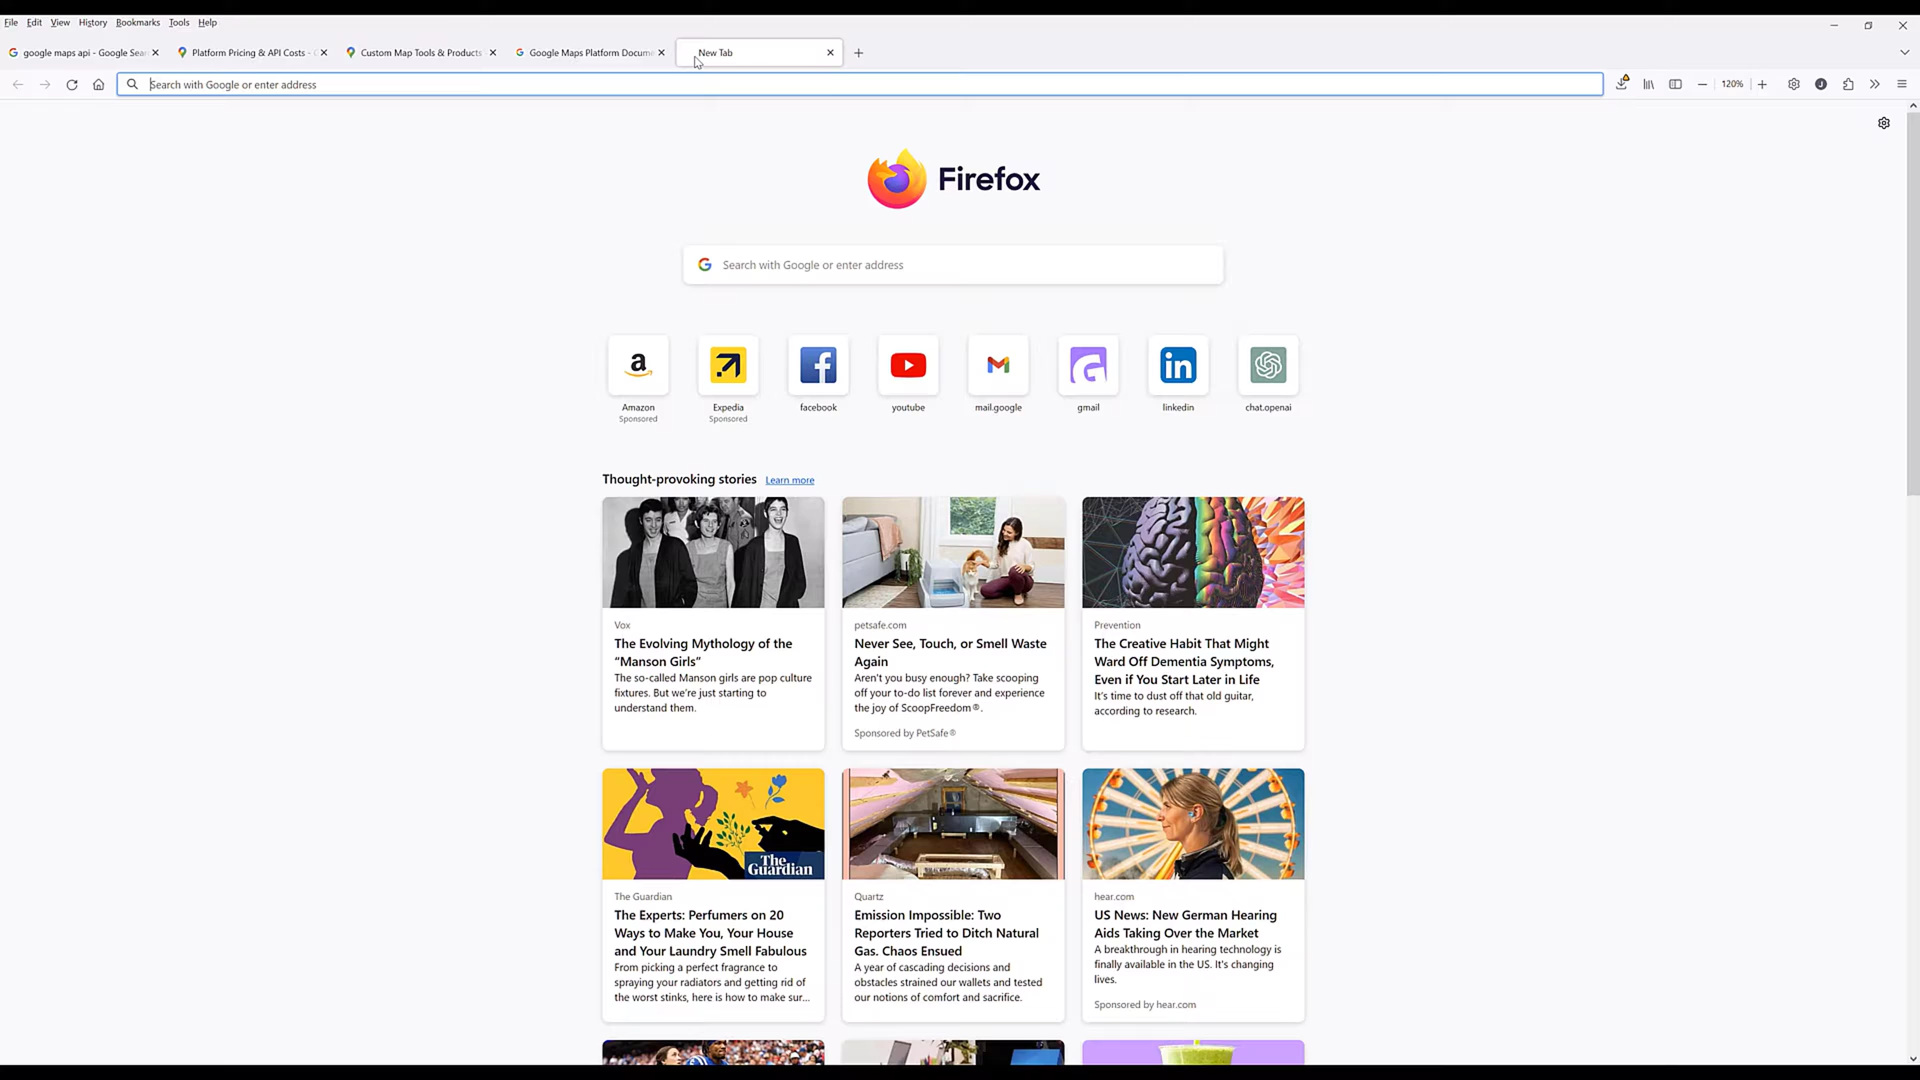 File Edit View History Bookmarks Tools Help
google maps api - Google Sea
Platform Pricing & API Costs -
Custom Map Tools & Products
Google Maps Platform Docume
New Tab
Search with Google or enter address
120%
Firefox
Search with Google or enter address
Amazon
Sponsored
Expedia
Sponsored
facebook
youtube
mail.google
gmail
linkedin
chat.openai
Thought-provoking stories Learn more
Vox
The Evolving Mythology of the
“Manson Girls”
The so-called Manson girls are pop culture
fixtures. But we're just starting to
understand them.
petsafe.com
Never See, Touch, or Smell Waste
Again
Aren't you busy enough? Take scooping
off your to-do list forever and experience
the joy of ScoopFreedom®.
Sponsored by PetSafe®
Prevention
The Creative Habit That Might
Ward Off Dementia Symptoms,
Even if You Start Later in Life
It's time to dust off that old guitar,
according to research.
The Guardian
The Guardian
The Experts: Perfumers on 20
Ways to Make You, Your House
and Your Laundry Smell Fabulous
From picking a perfect fragrance to
spraying your radiators and getting rid of
the worst stinks, here is how to make sur...
Quartz
Emission Impossible: Two
Reporters Tried to Ditch Natural
Gas. Chaos Ensued
A year of cascading decisions and
obstacles strained our wallets and tested
our notions of comfort and sacrifice.
hear.com
US News: New German Hearing
Aids Taking Over the Market
A breakthrough in hearing technology is
finally available in the US. It's changing
lives.
Sponsored by hear.com